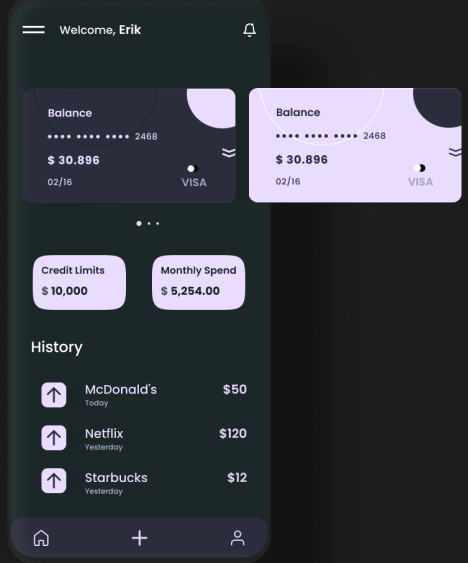 Welcome, Erik
Balance
•••• •••• •••• 2468
$ 30.896
02/16
VISA
Balance
•••• •••• •••• 2468
$ 30.896
02/16
VISA
Credit Limits
$ 10,000
Monthly Spend
$ 5,254.00
History
McDonald's $50
Today
Netflix $120
Yesterday
Starbucks $12
Yesterday